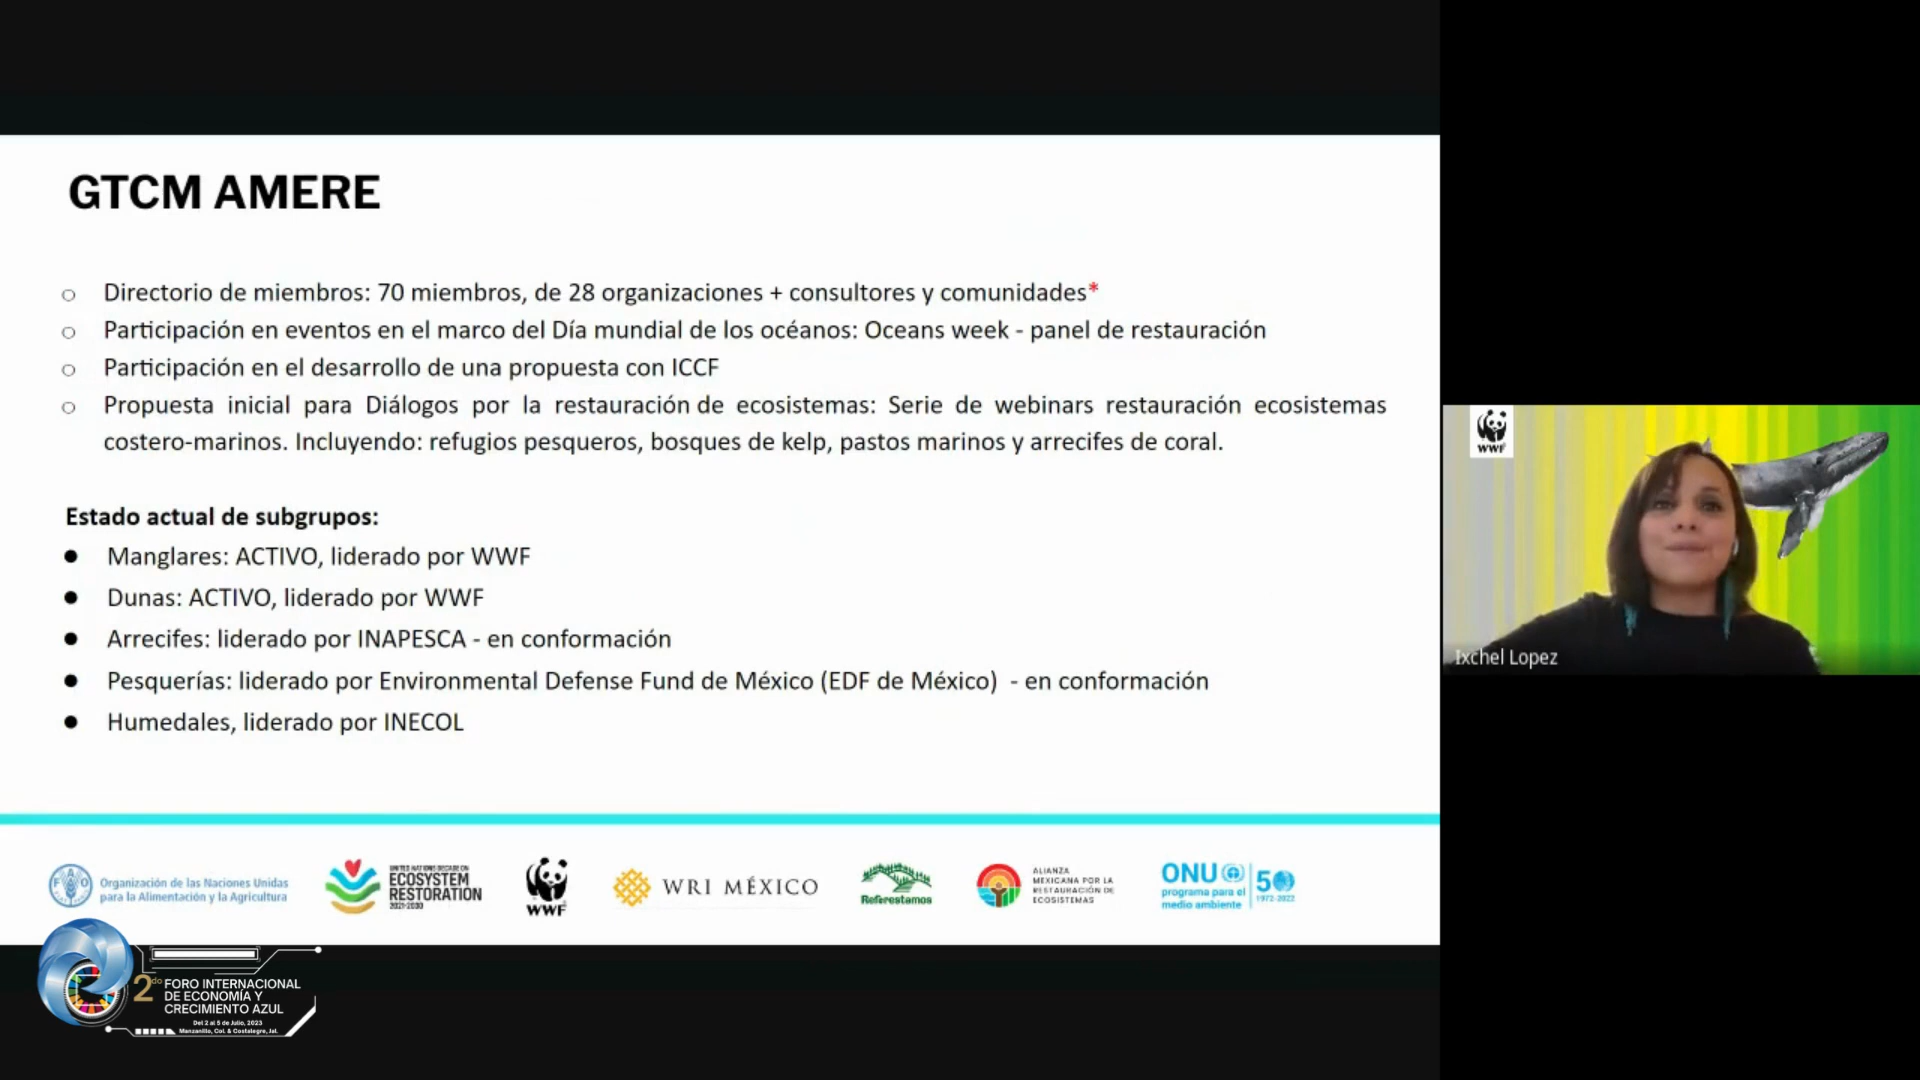 GTCM AMERE
Directorio de miembros: 70 miembros, de 28 organizaciones + consultores y comunidades*
Participación en eventos en el marco del Día mundial de los océanos: Oceans week - panel de restauración
Participación en el desarrollo de una propuesta con ICCF
Propuesta inicial para Diálogos por la restauración de ecosistemas: Serie de webinars restauración ecosistemas
costero-marinos. Incluyendo: refugios pesqueros, bosques de kelp, pastos marinos y arrecifes de coral.
Estado actual de subgrupos:
Manglares: ACTIVO, liderado por WWF
Dunas: ACTIVO, liderado por WWF
Arrecifes: liderado por INAPESCA - en conformación
Pesquerías: liderado por Environmental Defense Fund de México (EDF de México) - en conformación
Humedales, liderado por INECOL
WWF
Ixchel Lopez
FAO
Organización de las Naciones Unidas
para la Alimentación y la Agricultura
UNITED NATIONS DECADE ON
ECOSYSTEM
RESTORATION
2021-2030
WWF
WRI MÉXICO
Reforestamos
ALIANZA
MEXICANA POR LA
RESTAURACIÓN DE
ECOSISTEMAS
ONU
programa para el
medio ambiente
50
1972-2022
2do
FORO INTERNACIONAL
DE ECONOMÍA Y
CRECIMIENTO AZUL
Del 2 al 5 de Julio, 2023
Manzanillo, Col. & Costalegre, Jal.